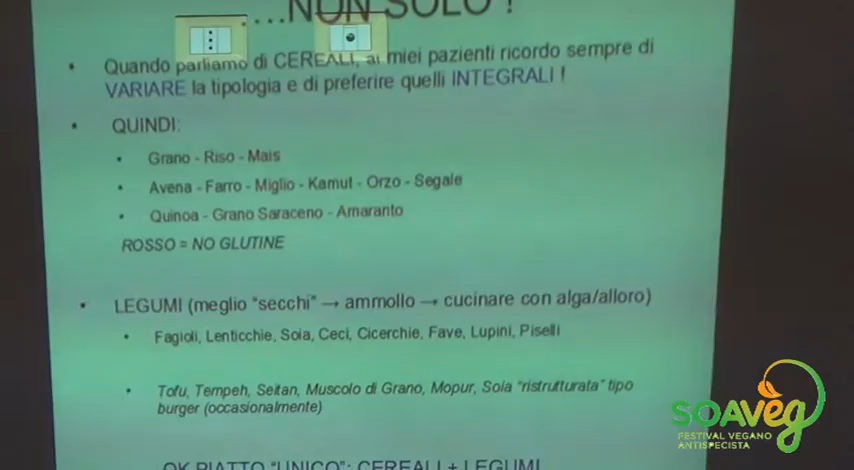 ....NON SOLO !
Quando parliamo di CEREALI, ai miei pazienti ricordo sempre di
VARIARE la tipologia e di preferire quelli INTEGRALI !
QUINDI:
Grano - Riso - Mais
Avena - Farro - Miglio - Kamut - Orzo - Segale
Quinoa - Grano Saraceno - Amaranto
ROSSO = NO GLUTINE
LEGUMI (meglio "secchi" → ammollo → cucinare con alga/alloro)
Fagioli, Lenticchie, Soia, Ceci, Cicerchie, Fave, Lupini, Piselli
Tofu, Tempeh, Seitan, Muscolo di Grano, Mopur, Soia "ristrutturata" tipo
burger (occasionalmente)
OK PIATTO "UNICO": CEREALI + LEGUMI
SOAVEG
FESTIVAL VEGANO
ANTISPECISTA